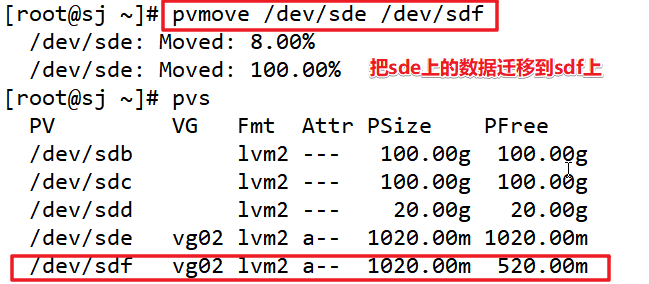 [root@sj ~]# pvmove /dev/sde /dev/sdf
/dev/sde: Moved: 8.00%
/dev/sde: Moved: 100.00% 把sde上的数据迁移到sdf上
[root@sj ~]# pvs
PV VG Fmt Attr PSize PFree
/dev/sdb lvm2 --- 100.00g 100.00g
/dev/sdc lvm2 --- 100.00g 100.00g
/dev/sdd lvm2 --- 20.00g 20.00g
/dev/sde vg02 lvm2 a-- 1020.00m 1020.00m
/dev/sdf vg02 lvm2 a-- 1020.00m 520.00m